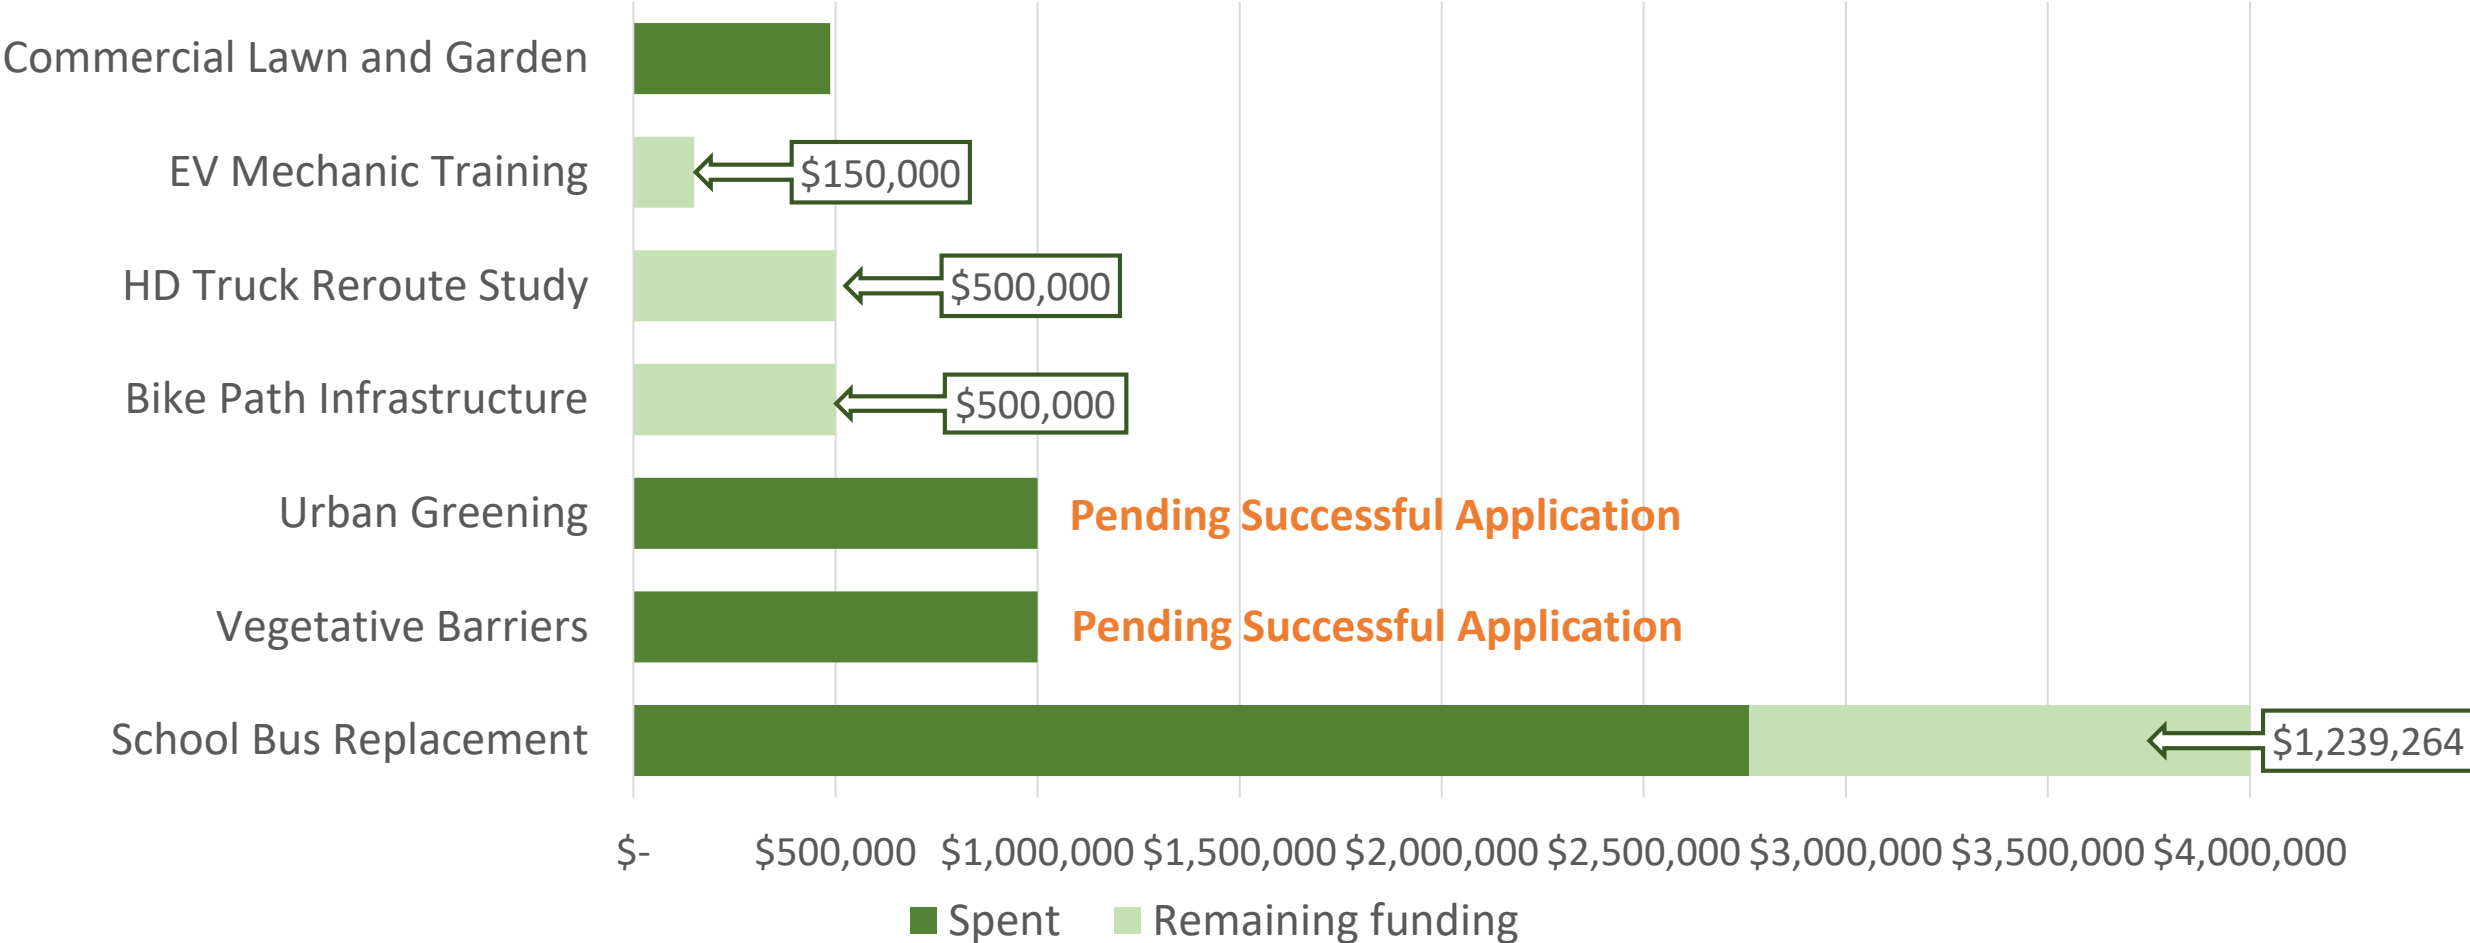 Commercial Lawn and Garden
EV Mechanic Training
$150,000
HD Truck Reroute Study
$500,000
Bike Path Infrastructure
$500,000
Urban Greening
Pending Successful Application
Vegetative Barriers
Pending Successful Application
School Bus Replacement
$1,239,264
$- $500,000 $1,000,000 $1,500,000 $2,000,000 $2,500,000 $3,000,000 $3,500,000 $4,000,000
Spent Remaining funding